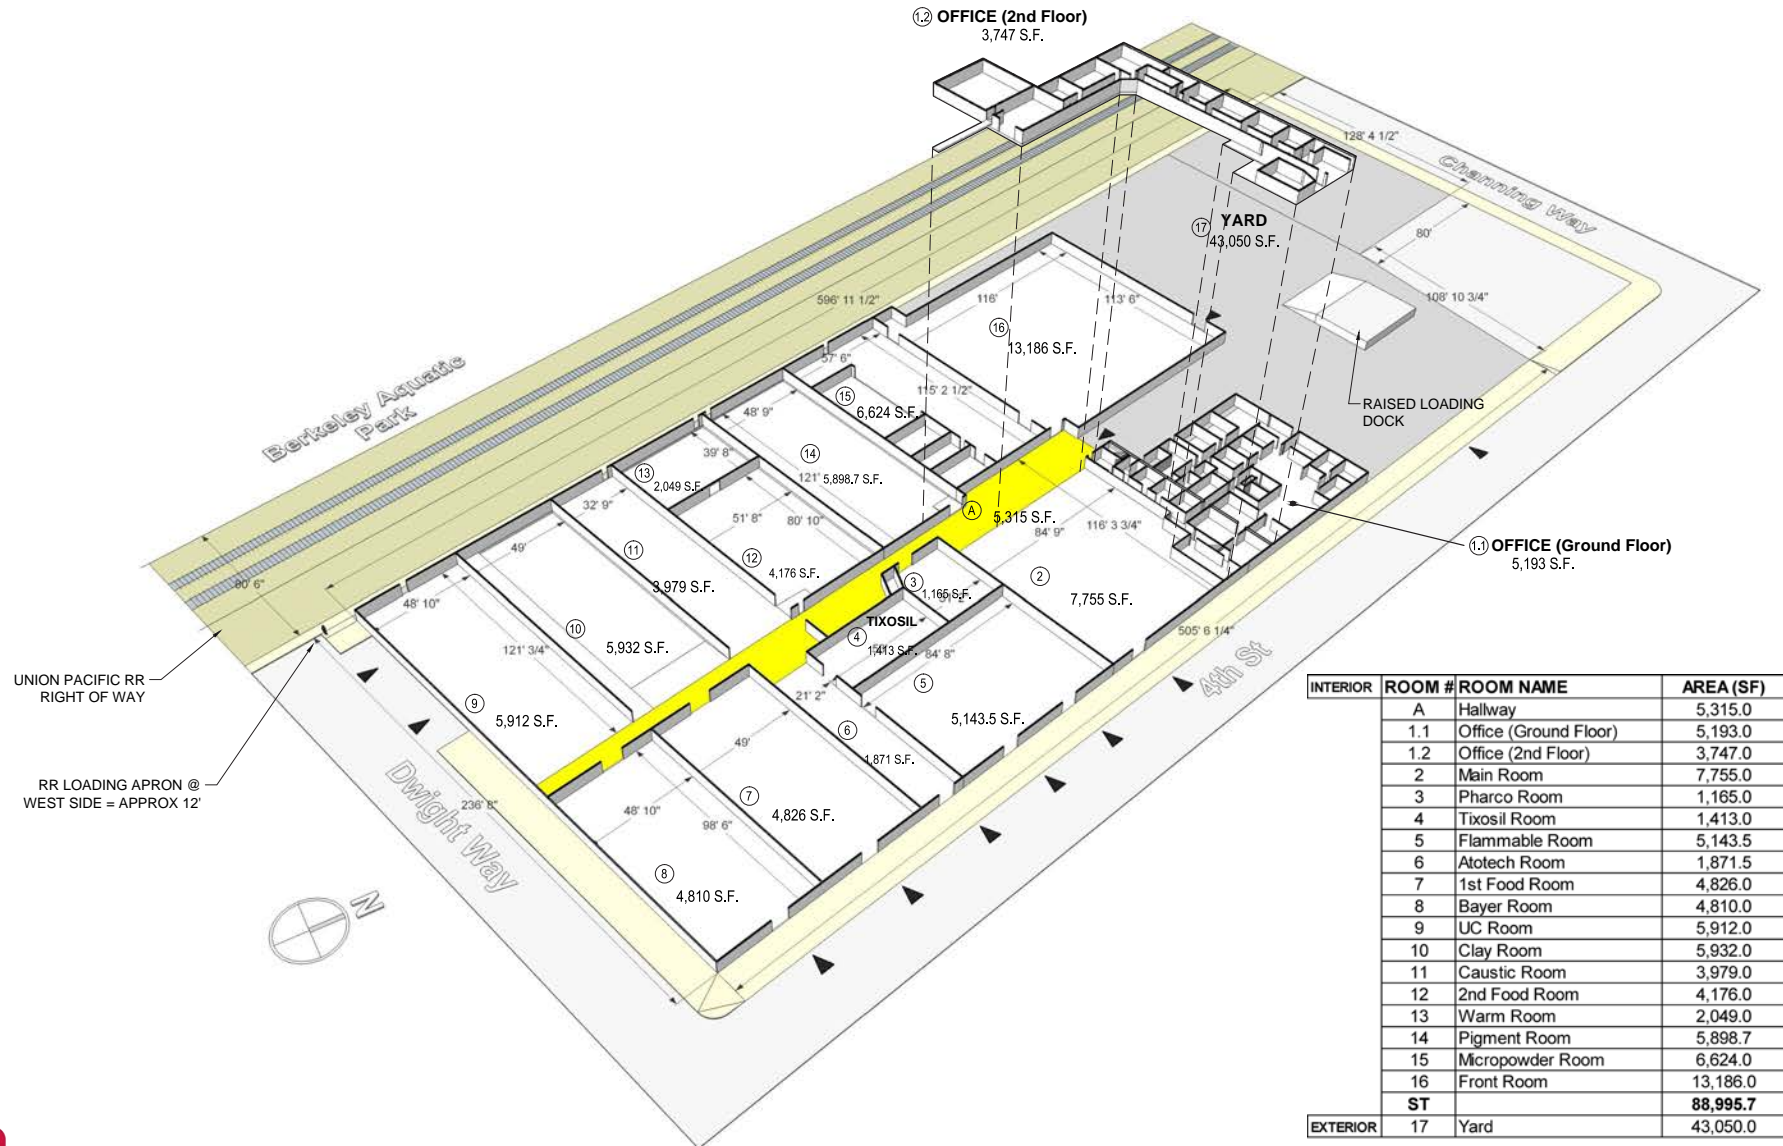 1.2 OFFICE (2nd Floor)
3,747 S.F.
128' 4 1/2"
Channing Way
17 YARD
43,050 S.F.
80'
596' 11 1/2"
116'
113' 6"
108' 10 3/4"
16
13,186 S.F.
57' 6"
115' 2 1/2"
RAISED LOADING
DOCK
Berkeley Aquatic
Park
15
6,624 S.F.
48' 9"
14
121'
5,898.7 S.F.
39' 8"
13
2,049 S.F.
51' 8"
80' 10"
A
5,315 S.F.
116' 3 3/4"
84' 9"
32' 9"
49'
11
3,979 S.F.
12
4,176 S.F.
3
1,165 S.F.
2
7,755 S.F.
1.1 OFFICE (Ground Floor)
5,193 S.F.
80' 6"
48' 10"
10
5,932 S.F.
121' 3/4"
TIXOSIL
4
1,413 S.F.
84' 8"
505' 6 1/4"
4th St
UNION PACIFIC RR
RIGHT OF WAY
9
5,912 S.F.
21' 2"
5
5,143.5 S.F.
6
1,871 S.F.
49'
7
4,826 S.F.
RR LOADING APRON @
WEST SIDE = APPROX 12'
Dwight Way
236' 8"
48' 10"
98' 6"
8
4,810 S.F.
N
INTERIOR ROOM # ROOM NAME AREA (SF)
A Hallway 5,315.0
1.1 Office (Ground Floor) 5,193.0
1.2 Office (2nd Floor) 3,747.0
2 Main Room 7,755.0
3 Pharco Room 1,165.0
4 Tixosil Room 1,413.0
5 Flammable Room 5,143.5
6 Atotech Room 1,871.5
7 1st Food Room 4,826.0
8 Bayer Room 4,810.0
9 UC Room 5,912.0
10 Clay Room 5,932.0
11 Caustic Room 3,979.0
12 2nd Food Room 4,176.0
13 Warm Room 2,049.0
14 Pigment Room 5,898.7
15 Micropowder Room 6,624.0
16 Front Room 13,186.0
ST 88,995.7
EXTERIOR 17 Yard 43,050.0